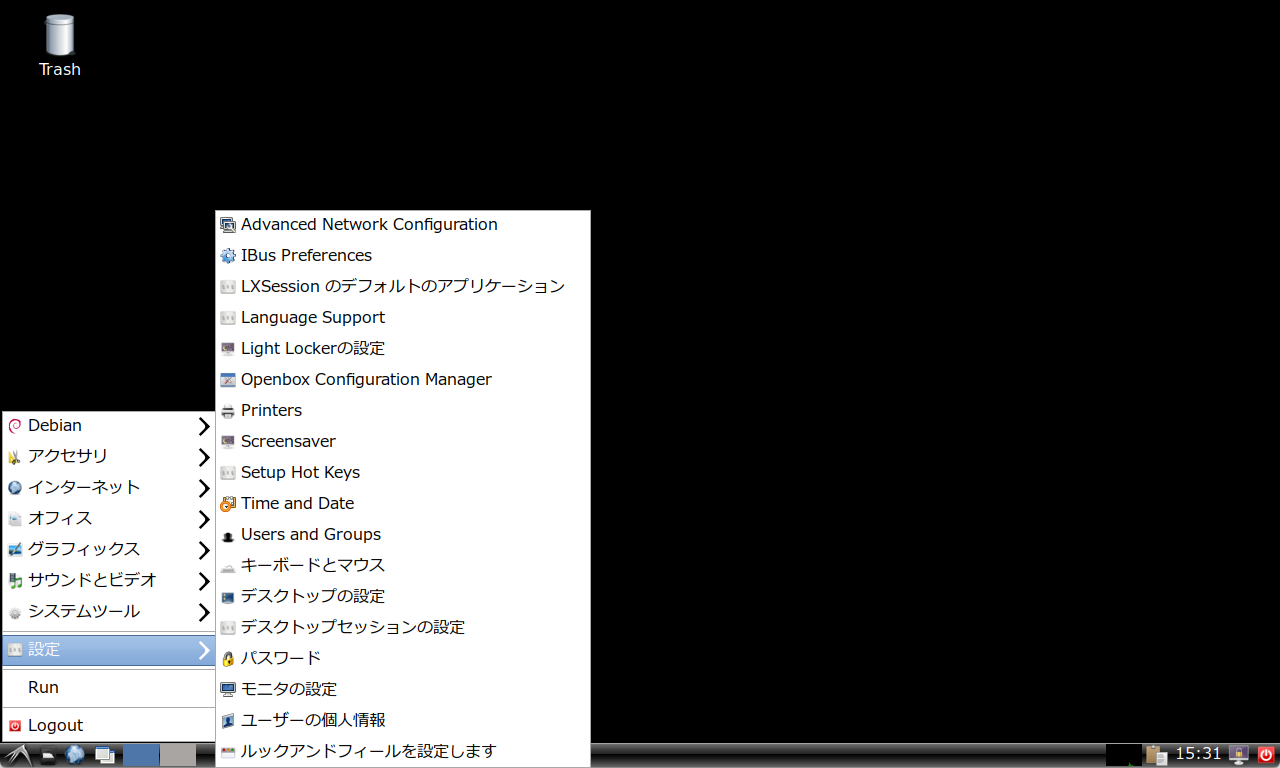 Trash
Advanced Network Configuration
IBus Preferences
LXSession のデフォルトのアプリケーション
Language Support
Light Lockerの設定
Openbox Configuration Manager
Printers
Screensaver
Setup Hot Keys
Time and Date
Users and Groups
キーボードとマウス
デスクトップの設定
デスクトップセッションの設定
パスワード
モニタの設定
ユーザーの個人情報
ルックアンドフィールを設定します
Debian
アクセサリ
インターネット
オフィス
グラフィックス
サウンドとビデオ
システムツール
設定
Run
Logout
15:31